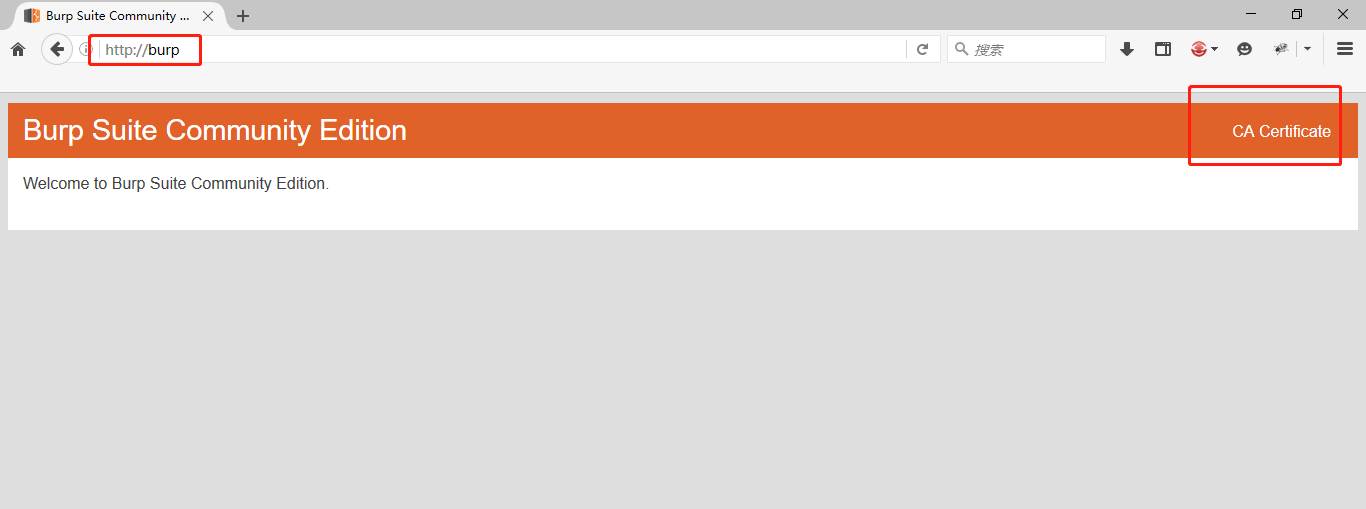 Burp Suite Community ...
http://burp
搜索
Burp Suite Community Edition
CA Certificate
Welcome to Burp Suite Community Edition.